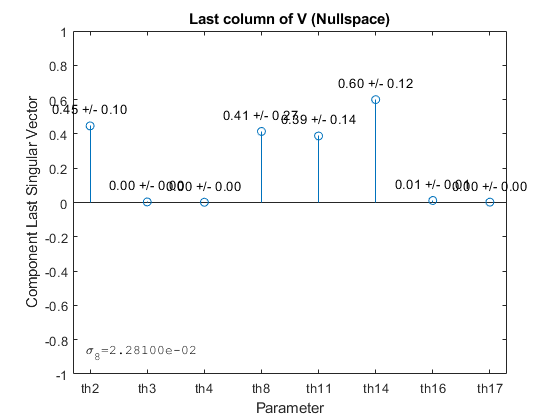 Last column of V (Nullspace)
1
0.8
0.60 +/- 0.12
0.6
0.45 +/- 0.10
0.41 +/- 0.27
0.39 +/- 0.14
0.4
0.2
0.00 +/- 0.00
0.00 +/- 0.00
0.01 +/- 0.01
0.00 +/- 0.00
0
-0.2
-0.4
-0.6
-0.8
σ8=2.28100e-02
-1
th2 th3 th4 th8 th11 th14 th16 th17
Parameter
Component Last Singular Vector